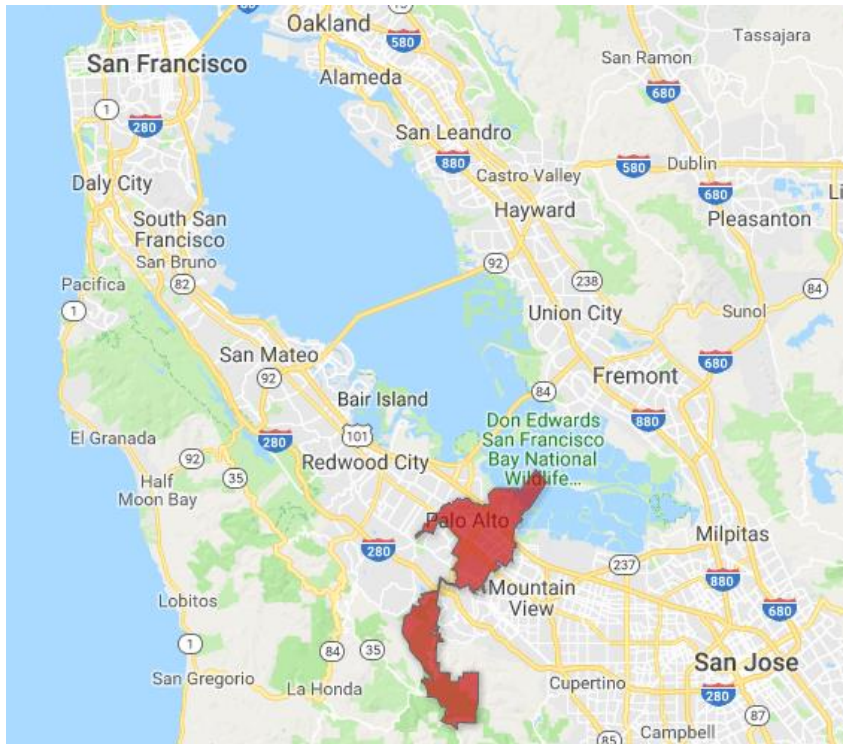 Oakland
13
580
Tassajara
San Francisco
San Ramon
Alameda
680
1
280
San Leandro
880
580
Dublin
Daly City
Castro Valley
680
Hayward
Pleasanton
Li
South San
Francisco
San Bruno
92
238
84
Pacifica
82
1
Union City
Sunol
San Mateo
680
92
Fremont
Bair Island
84
Don Edwards
San Francisco
Bay National
Wildlife...
880
El Granada
101
280
92
Redwood City
35
Half
Moon Bay
Palo Alto
Milpitas
280
237
880
Mountain
View
Lobitos
680
1
35
84
San Jose
San Gregorio
La Honda
Cupertino
280
87
Campbell
85